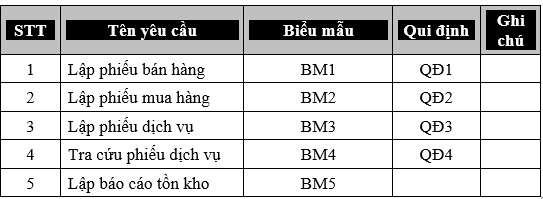 STT Tên yêu cầu Biểu mẫu Qui định Ghi chú
1 Lập phiếu bán hàng BM1 QĐ1
2 Lập phiếu mua hàng BM2 QĐ2
3 Lập phiếu dịch vụ BM3 QĐ3
4 Tra cứu phiếu dịch vụ BM4 QĐ4
5 Lập báo cáo tồn kho BM5